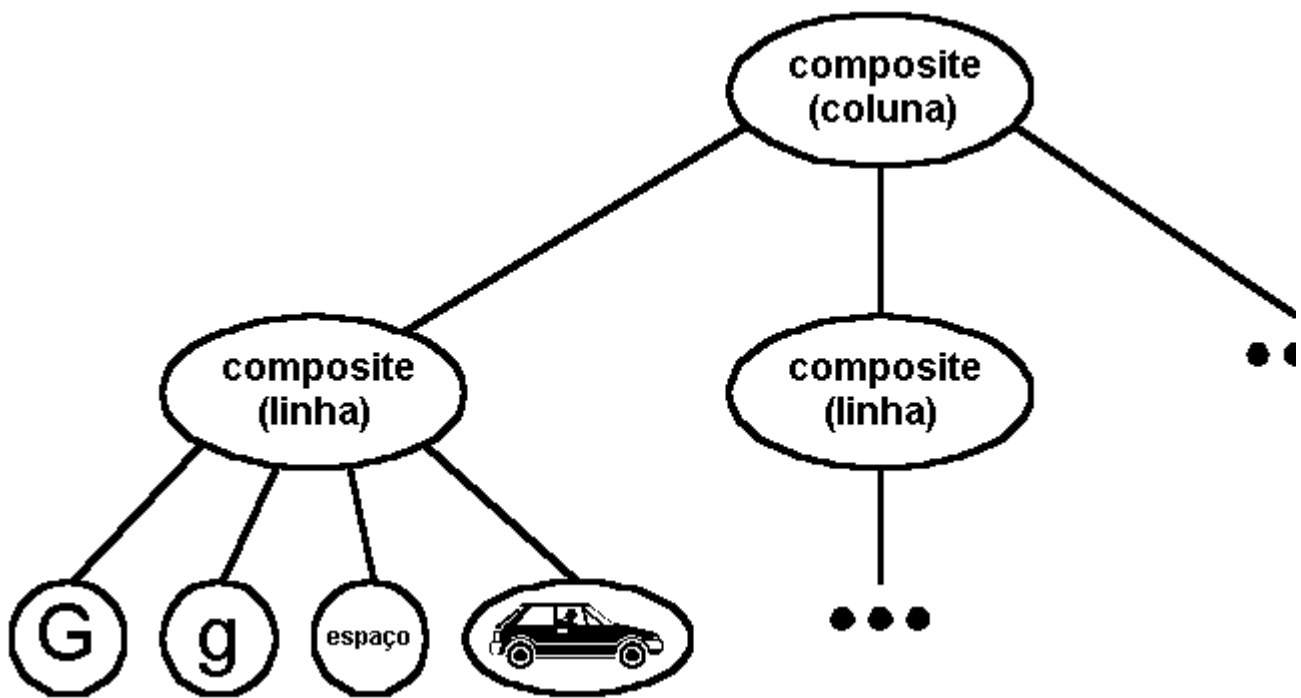 composite
(coluna)
composite
(linha)
composite
(linha)
G
g
espaço